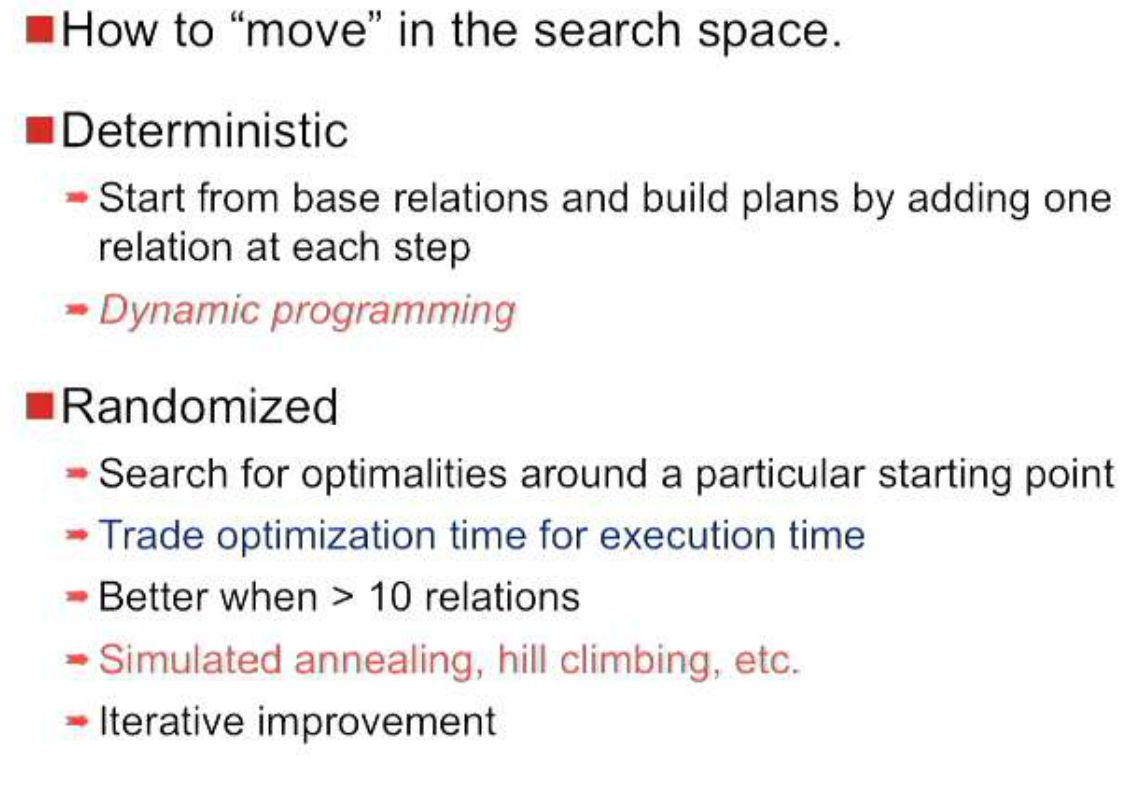 How to “move” in the search space.
Deterministic
Start from base relations and build plans by adding one
relation at each step
Dynamic programming
Randomized
Search for optimalities around a particular starting point
Trade optimization time for execution time
Better when > 10 relations
Simulated annealing, hill climbing, etc.
Iterative improvement